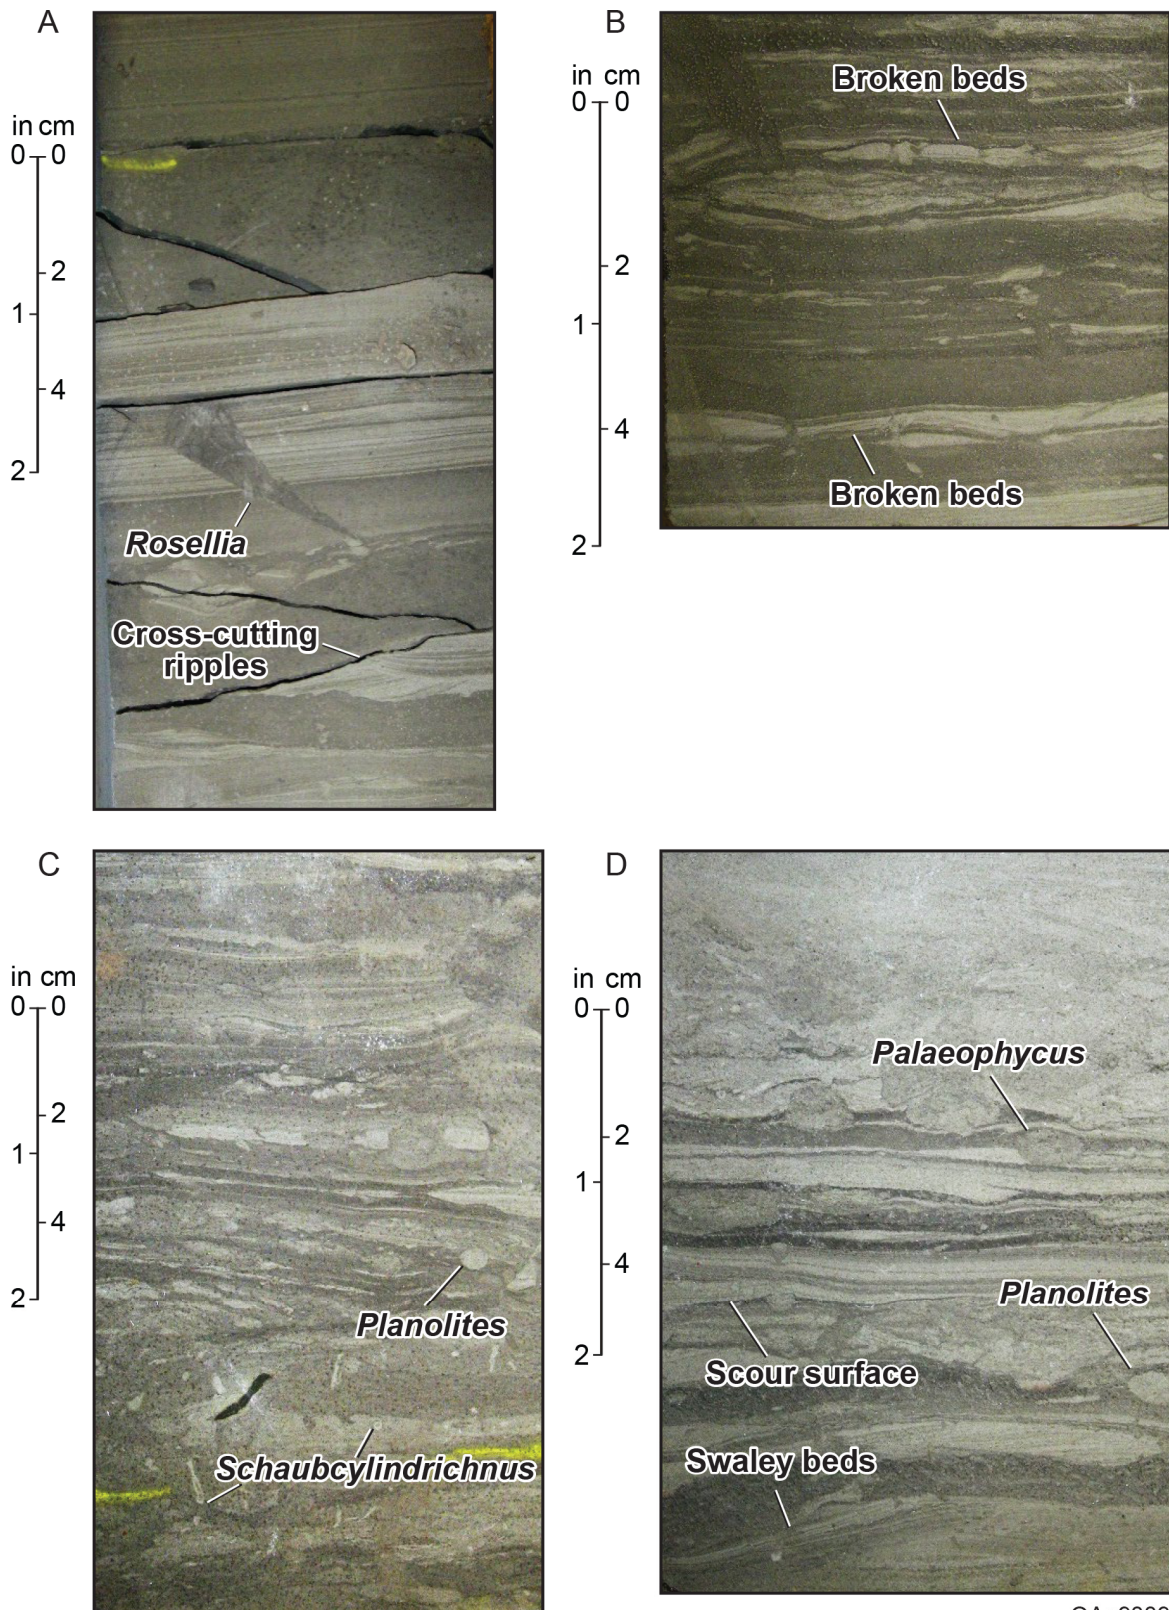 A
in cm
0 0
2
1
4
2
Rosellia
Cross-cutting
ripples
B
in cm
0 0
Broken beds
2
1
4
Broken beds
2
C
in cm
0 0
2
1
4
Planolites
2
Schaubcylindrichnus
D
in cm
0 0
Palaeophycus
2
1
4
Planolites
2
Scour surface
Swaley beds